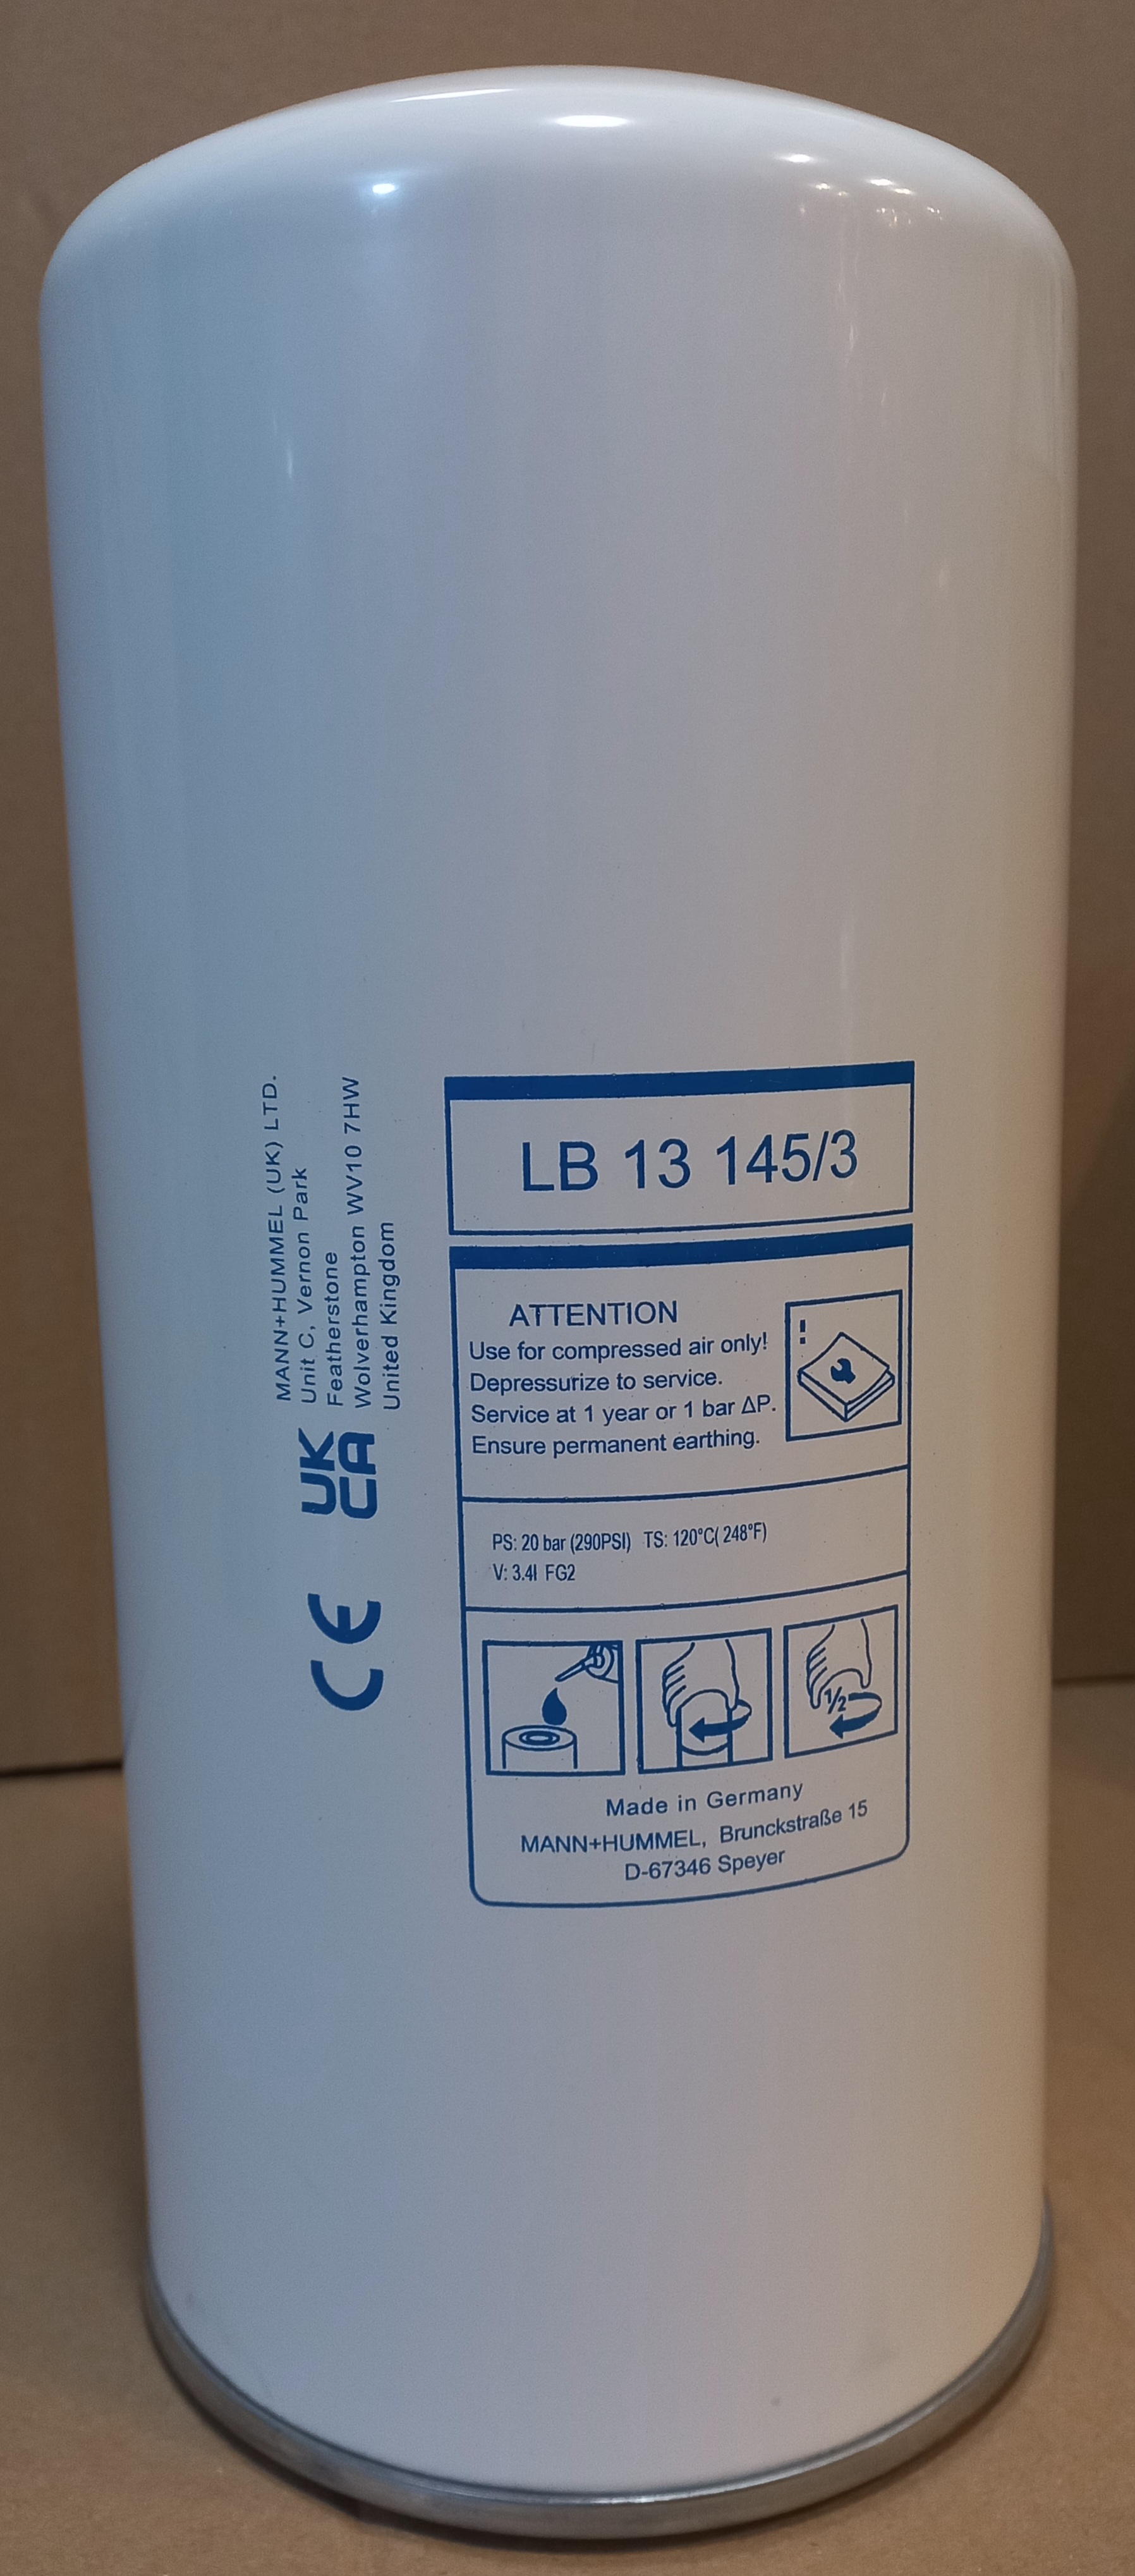 MANN+HUMMEL (UK) LTD.
Unit C, Vernon Park
Featherstone
Wolverhampton WV10 7HW
United Kingdom
UK
CA
CE
LB 13 145/3
ATTENTION
Use for compressed air only!
Depressurize to service.
Service at 1 year or 1 bar ΔP.
Ensure permanent earthing.
!
PS: 20 bar (290PSI) TS: 120°C( 248°F)
V: 3.4l FG2
1/2
Made in Germany
MANN+HUMMEL, Brunckstraße 15
D-67346 Speyer